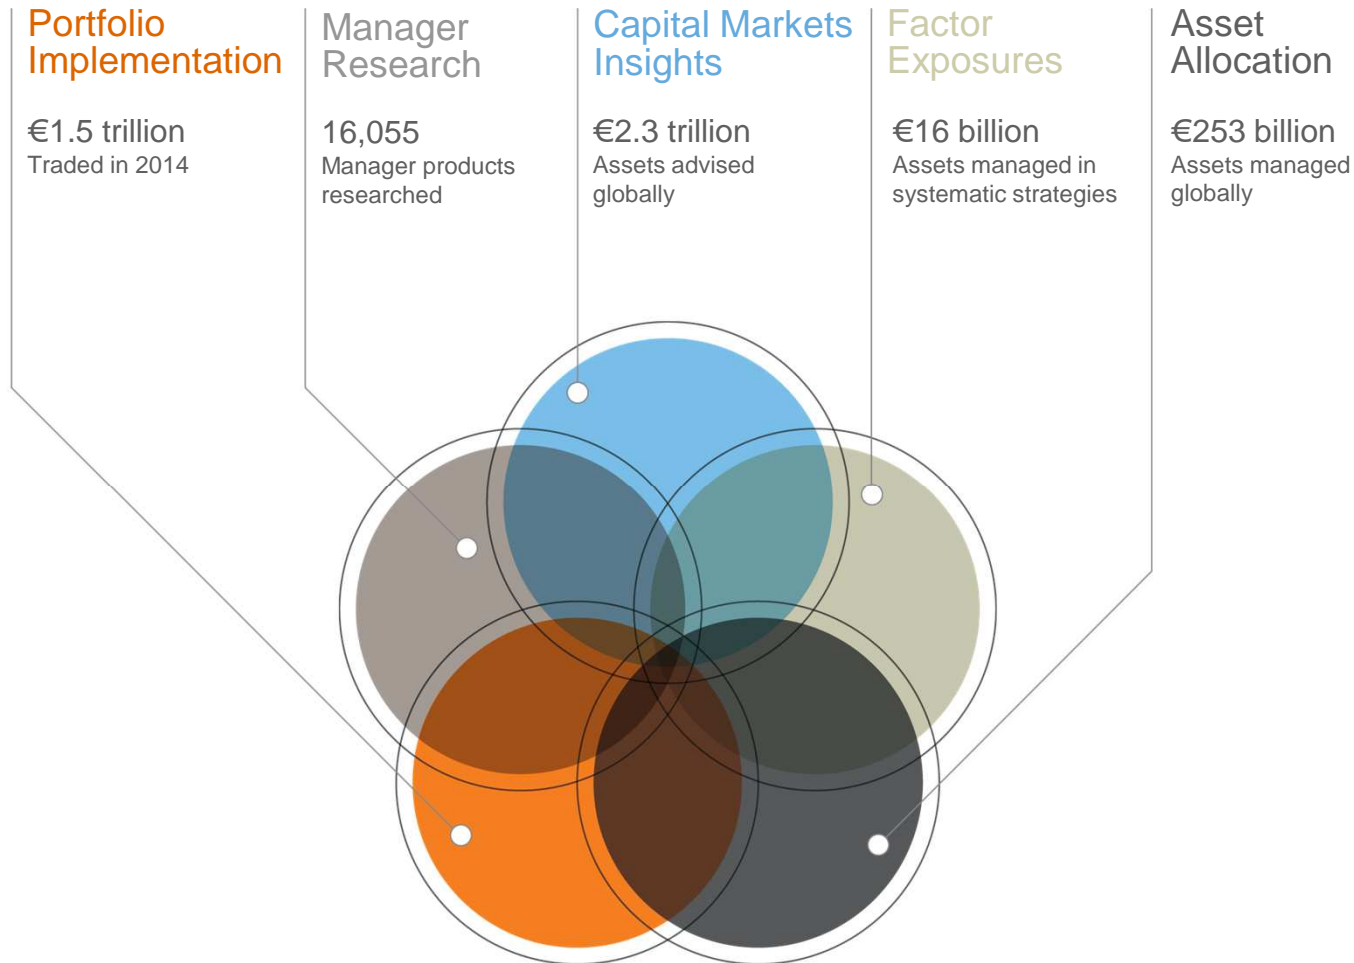 Portfolio
Implementation
€1.5 trillion
Traded in 2014
Manager
Research
16,055
Manager products
researched
Capital Markets
Insights
€2.3 trillion
Assets advised
globally
Factor
Exposures
€16 billion
Assets managed in
systematic strategies
Asset
Allocation
€253 billion
Assets managed
globally